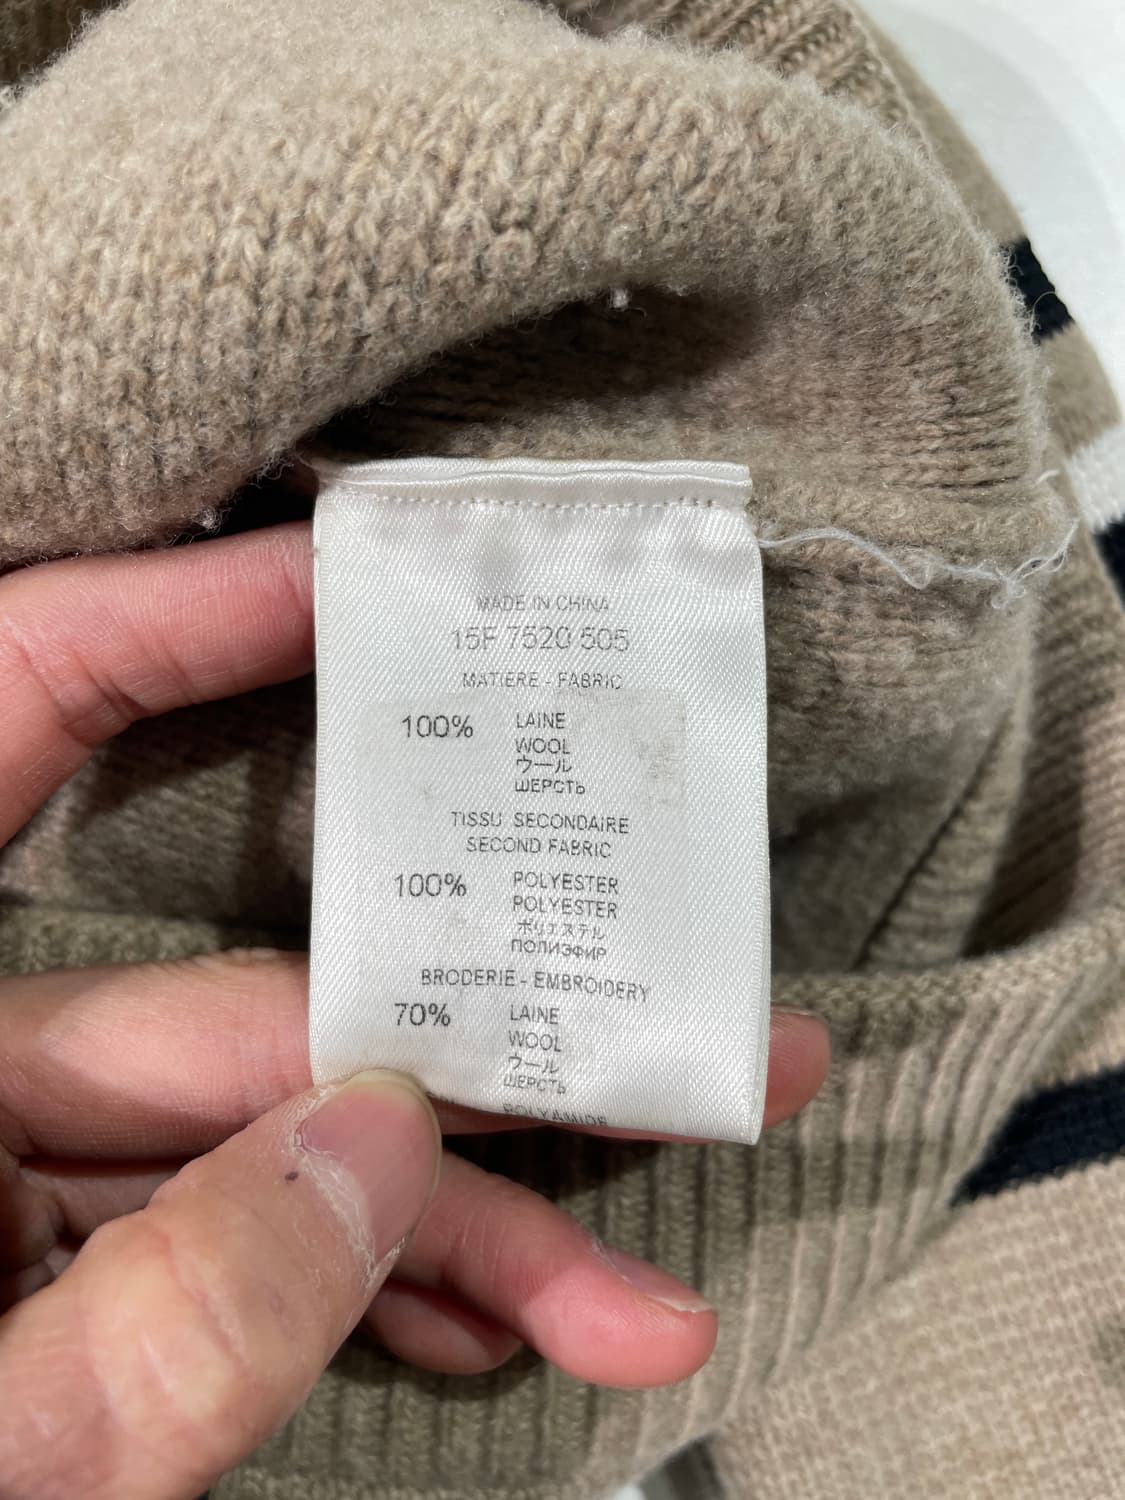 MADE IN CHINA
15F 7520 505
MATIERE - FABRIC
100% LAINE
WOOL
ウール
ШЕРСТЬ
TISSU SECONDAIRE
SECOND FABRIC
100% POLYESTER
POLYESTER
ポリエステル
ПОЛИЭФИР
BRODERIE - EMBROIDERY
70% LAINE
WOOL
ウール
ШЕРСТЬ
POLYAMIDE